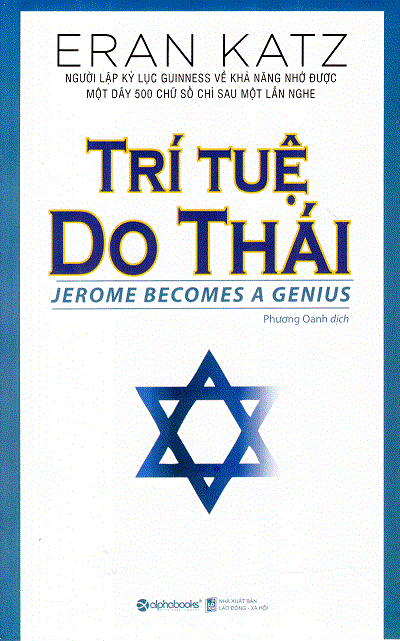 ERAN KATZ
NGƯỜI LẬP KỶ LỤC GUINNESS VỀ KHẢ NĂNG NHỚ ĐƯỢC
MỘT DÃY 500 CHỮ SỐ CHỈ SAU MỘT LẦN NGHE
TRÍ TUỆ
DO THÁI
JEROME BECOMES A GENIUS
Phương Oanh dịch
alphabooks®
NHÀ XUẤT BẢN
LAO ĐỘNG - XÃ HỘI